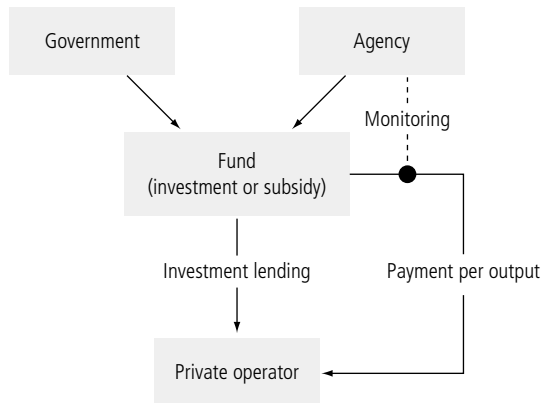 Government
Agency
Monitoring
Fund
(investment or subsidy)
Investment lending
Payment per output
Private operator